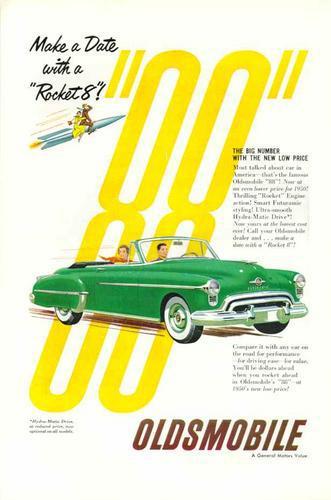 Make a Date
with a
"Rocket 8"!
"88"
THE BIG NUMBER
WITH THE NEW LOW PRICE
Most talked about car in
America—that's the famous
Oldsmobile "88"! Now at
an even lower price for 1950!
Thrilling "Rocket" Engine
action! Smart Futuramic
styling! Ultra-smooth
Hydra-Matic Drive*!
Now yours at the lowest cost
ever! Call your Oldsmobile
dealer and . . . make a
date with a "Rocket 8"!
Compare it with any car on
the road for performance
—for driving ease—for value.
You'll be dollars ahead
when you rocket ahead
in Oldsmobile's "88"—at
1950's new low price!
*Hydra-Matic Drive,
at reduced price, now
optional on all models.
OLDSMOBILE
A General Motors Value